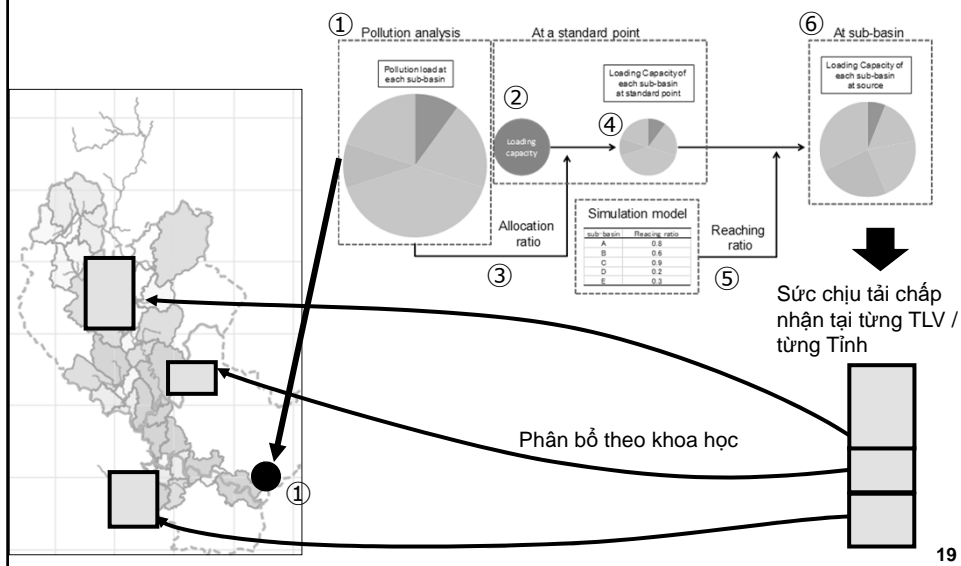 ①
Pollution analysis
Pollution load at
each sub-basin
At a standard point
②
Loading
capacity
Loading Capacity of
each sub-basin
at standard point
④
⑥
At sub-basin
Loading Capacity of
each sub-basin
at source
Allocation
ratio
③
Simulation model
sub-basin Reacing ratio
A 0.8
B 0.6
C 0.9
D 0.2
E 0.3
Reaching
ratio
⑤
Sức chịu tải chấp
nhận tại từng TLV /
từng Tỉnh
Phân bổ theo khoa học
①
19